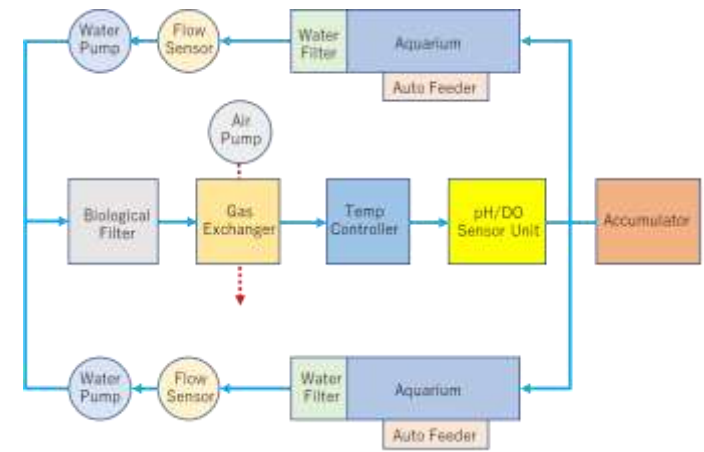 Water
Pump
Flow
Sensor
Water
Filter
Aquarium
Auto Feeder
Air
Pump
Biological
Filter
Gas
Exchanger
Temp
Controller
pH/DO
Sensor Unit
Accumulator
Water
Pump
Flow
Sensor
Water
Filter
Aquarium
Auto Feeder